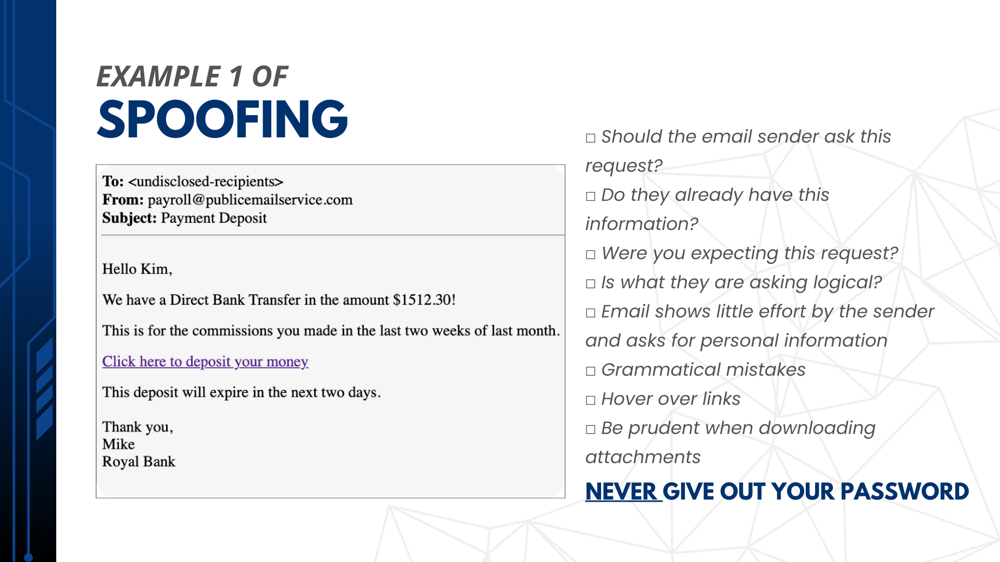 EXAMPLE 1 OF
SPOOFING
To: <undisclosed-recipients>
From: payroll@publicemailservice.com
Subject: Payment Deposit
Hello Kim,
We have a Direct Bank Transfer in the amount $1512.30!
This is for the commissions you made in the last two weeks of last month.
Click here to deposit your money
This deposit will expire in the next two days.
Thank you,
Mike
Royal Bank
□ Should the email sender ask this
request?
□ Do they already have this
information?
□ Were you expecting this request?
□ Is what they are asking logical?
□ Email shows little effort by the sender
and asks for personal information
□ Grammatical mistakes
□ Hover over links
□ Be prudent when downloading
attachments
NEVER GIVE OUT YOUR PASSWORD